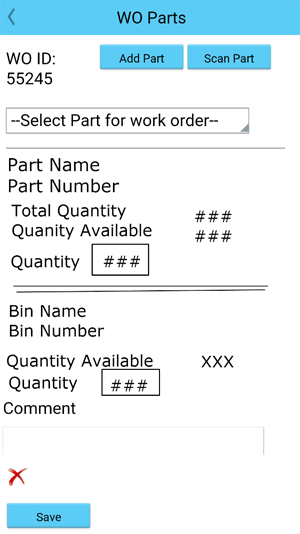 WO Parts
WO ID: Add Part Scan Part
55245
--Select Part for work order--
Part Name
Part Number
Total Quantity ###
Quanity Available ###
Quantity ###
Bin Name
Bin Number
Quantity Available XXX
Quantity ###
Comment
Save